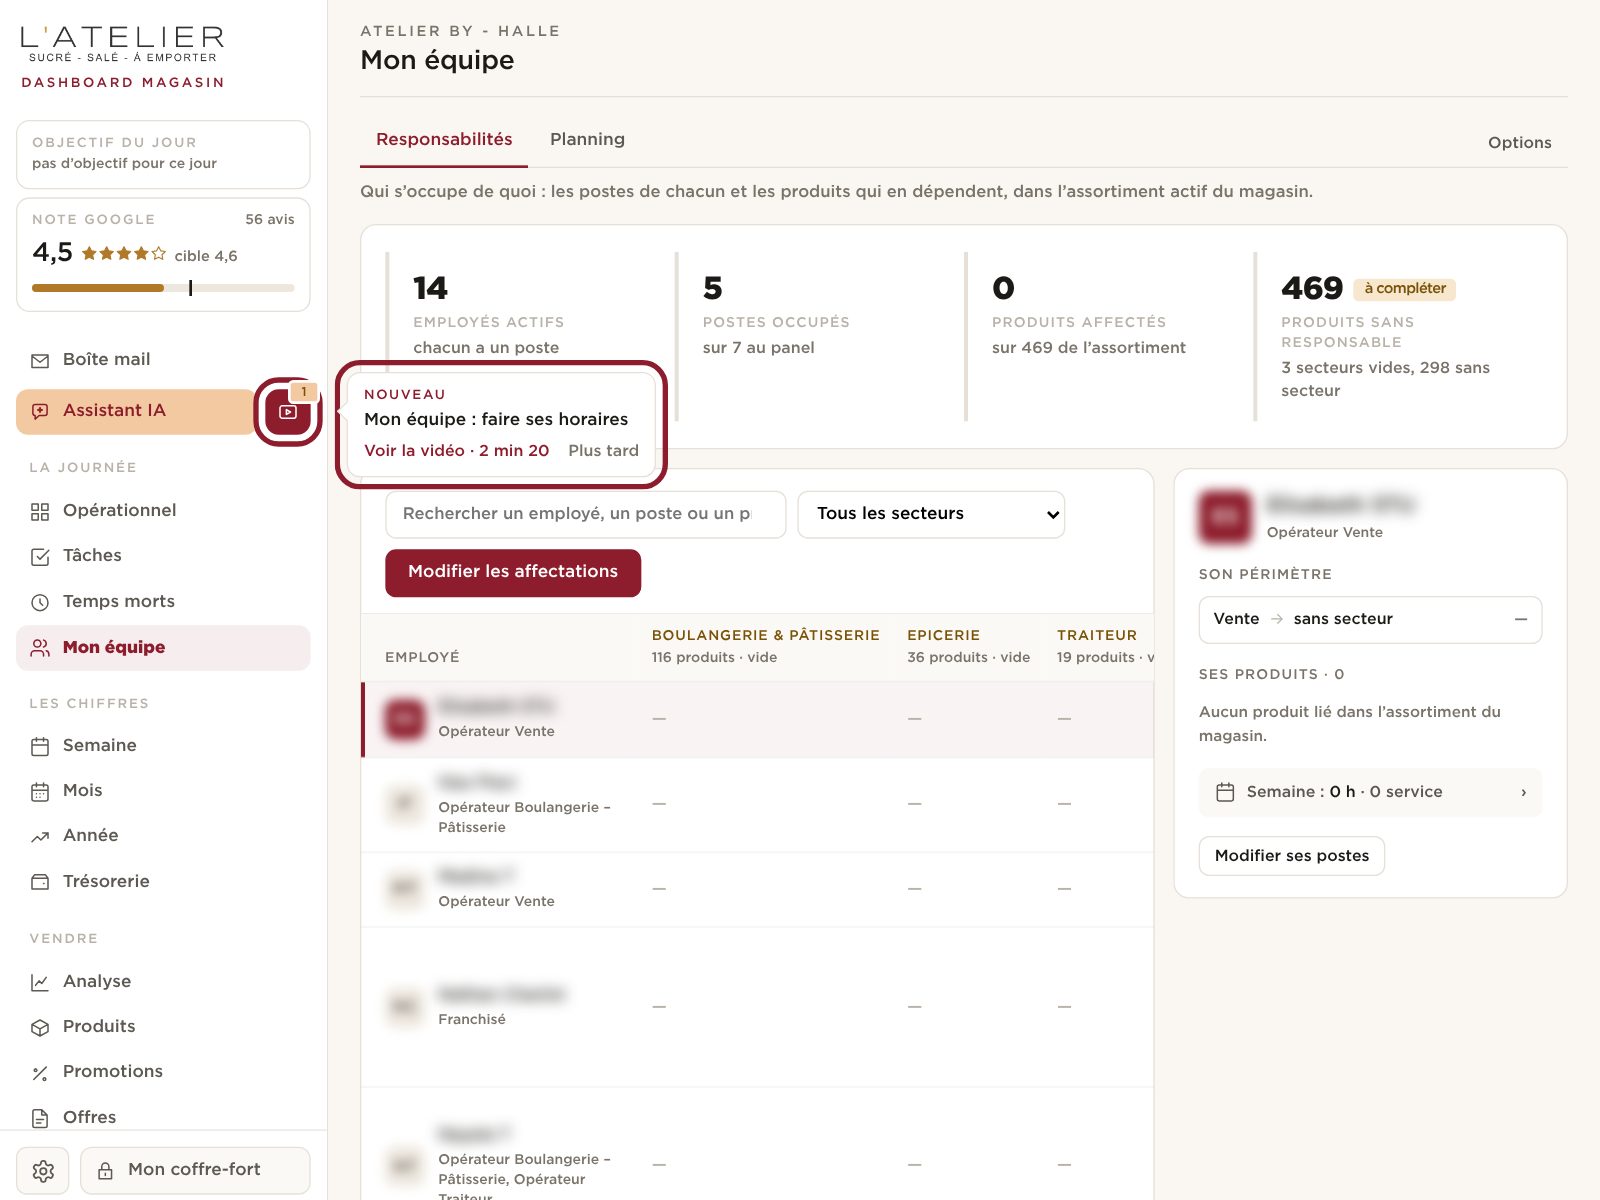 L'ATELIER
SUCRÉ - SALÉ - À EMPORTER
DASHBOARD MAGASIN
OBJECTIF DU JOUR
pas d’objectif pour ce jour
NOTE GOOGLE
56 avis
4,5
cible 4,6
Boîte mail
Assistant IA
1
LA JOURNÉE
Opérationnel
Tâches
Temps morts
Mon équipe
LES CHIFFRES
Semaine
Mois
Année
Trésorerie
VENDRE
Analyse
Produits
Promotions
Offres
Mon coffre-fort
ATELIER BY - HALLE
Mon équipe
Responsabilités
Planning
Options
Qui s’occupe de quoi : les postes de chacun et les produits qui en dépendent, dans l’assortiment actif du magasin.
14
EMPLOYÉS ACTIFS
chacun a un poste
5
POSTES OCCUPÉS
sur 7 au panel
0
PRODUITS AFFECTÉS
sur 469 de l’assortiment
469 à compléter
PRODUITS SANS
RESPONSABLE
3 secteurs vides, 298 sans
secteur
NOUVEAU
Mon équipe : faire ses horaires
Voir la vidéo · 2 min 20
Plus tard
Rechercher un employé, un poste ou un p
Tous les secteurs
Modifier les affectations
EMPLOYÉ
BOULANGERIE & PÂTISSERIE
116 produits · vide
EPICERIE
36 produits · vide
TRAITEUR
19 produits · v
Opérateur Vente
— — —
Opérateur Boulangerie –
Pâtisserie
— — —
Opérateur Vente
— — —
Franchisé
— — —
Opérateur Boulangerie –
Pâtisserie, Opérateur
Traiteur
— — —
Opérateur Vente
SON PÉRIMÈTRE
Vente → sans secteur —
SES PRODUITS · 0
Aucun produit lié dans l’assortiment du
magasin.
Semaine : 0 h · 0 service ›
Modifier ses postes